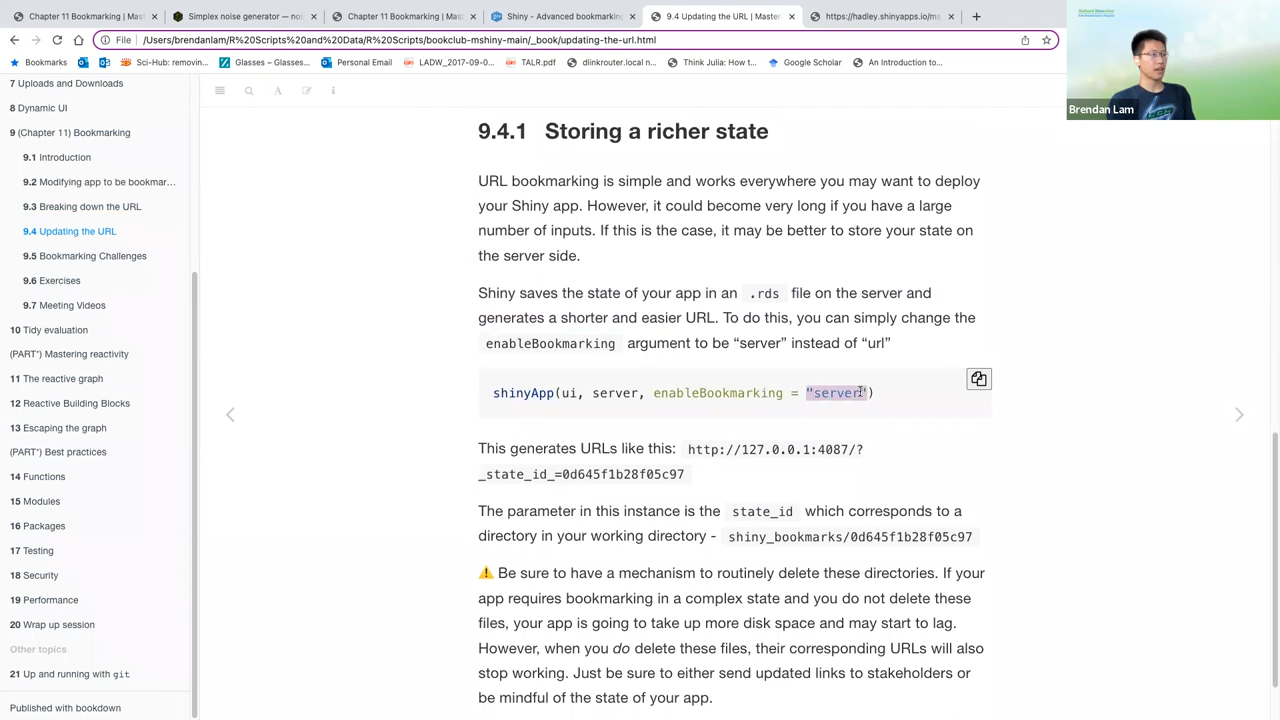 Chapter 11 Bookmarking | Mast
Simplex noise generator — noi
Chapter 11 Bookmarking | Mast
Shiny - Advanced bookmarking
9.4 Updating the URL | Master
https://hadley.shinyapps.io/ms
File
/Users/brendanlam/R%20Scripts%20and%20Data/R%20Scripts/bookclub-mshiny-main/_book/updating-the-url.html
Bookmarks
Sci-Hub: removin...
Glasses – Glasses...
Personal Email
LADW_2017-09-0...
TALR.pdf
dlinkrouter.local n...
Think Julia: How t...
Google Scholar
An Introduction to...
Brendan Lam
7 Uploads and Downloads
8 Dynamic UI
9 (Chapter 11) Bookmarking
9.1 Introduction
9.2 Modifying app to be bookmar...
9.3 Breaking down the URL
9.4 Updating the URL
9.5 Bookmarking Challenges
9.6 Exercises
9.7 Meeting Videos
10 Tidy evaluation
(PART*) Mastering reactivity
11 The reactive graph
12 Reactive Building Blocks
13 Escaping the graph
(PART*) Best practices
14 Functions
15 Modules
16 Packages
17 Testing
18 Security
19 Performance
20 Wrap up session
Other topics
21 Up and running with git
Published with bookdown
9.4.1 Storing a richer state
URL bookmarking is simple and works everywhere you may want to deploy
your Shiny app. However, it could become very long if you have a large
number of inputs. If this is the case, it may be better to store your state on
the server side.
Shiny saves the state of your app in an .rds file on the server and
generates a shorter and easier URL. To do this, you can simply change the
enableBookmarking argument to be “server” instead of “url”
shinyApp(ui, server, enableBookmarking = "server")
This generates URLs like this: http://127.0.0.1:4087/?
_state_id_=0d645f1b28f05c97
The parameter in this instance is the state_id which corresponds to a
directory in your working directory - shiny_bookmarks/0d645f1b28f05c97
⚠️ Be sure to have a mechanism to routinely delete these directories. If your
app requires bookmarking in a complex state and you do not delete these
files, your app is going to take up more disk space and may start to lag.
However, when you do delete these files, their corresponding URLs will also
stop working. Just be sure to either send updated links to stakeholders or
be mindful of the state of your app.